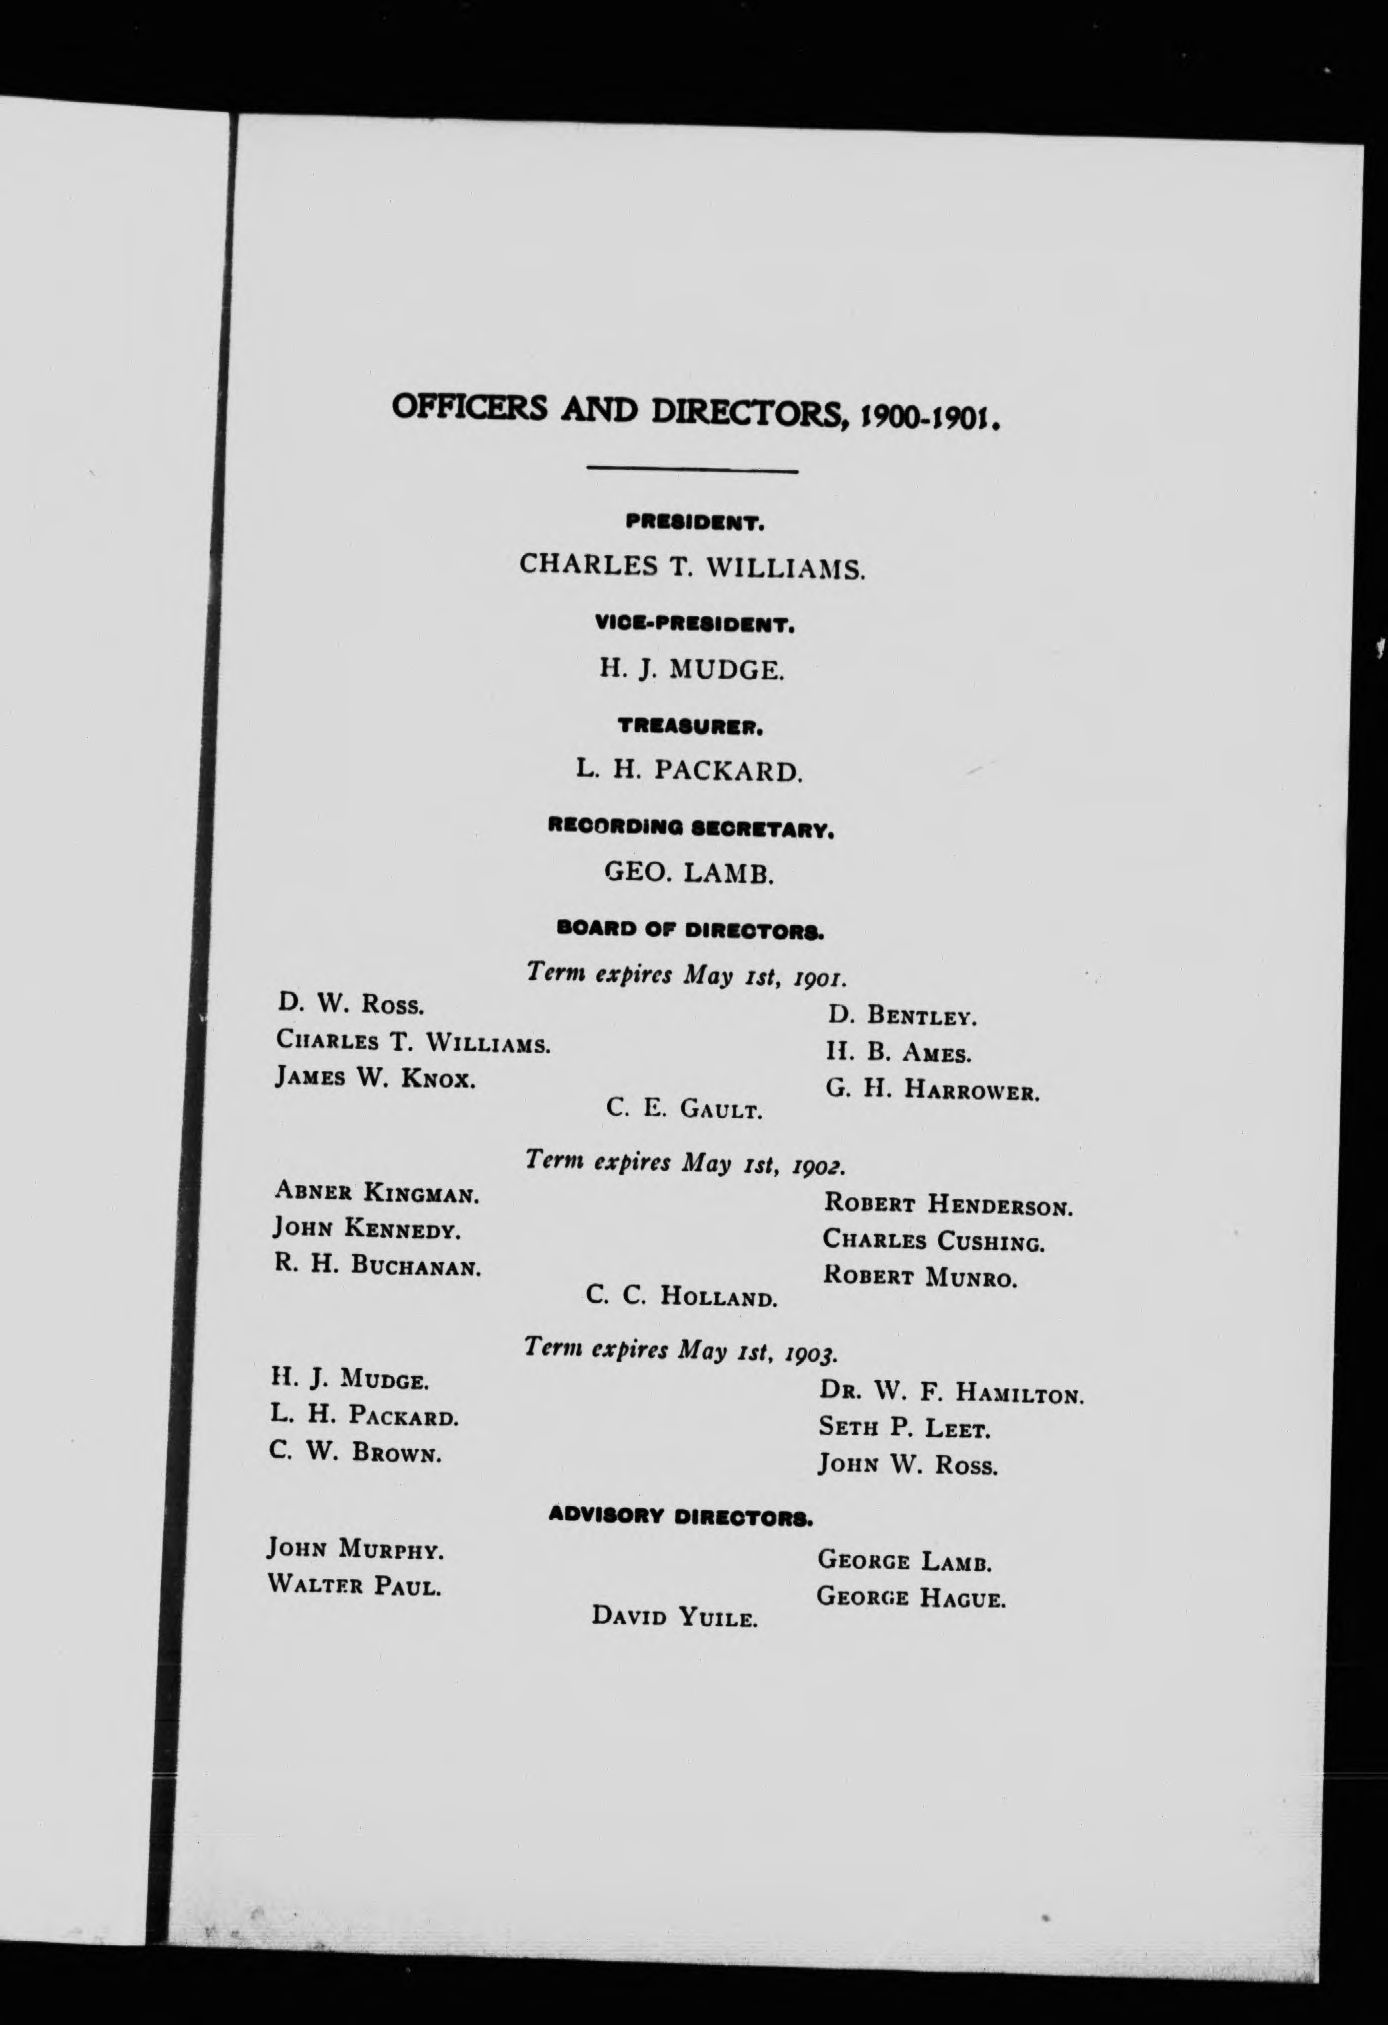 OFFICERS AND DIRECTORS, 1900-1901.
PRESIDENT.
CHARLES T. WILLIAMS.
VICE-PRESIDENT.
H. J. MUDGE.
TREASURER.
L. H. PACKARD.
RECORDING SECRETARY.
GEO. LAMB.
BOARD OF DIRECTORS.
Term expires May 1st, 1901.
D. W. ROSS. D. BENTLEY.
CHARLES T. WILLIAMS. H. B. AMES.
JAMES W. KNOX. G. H. HARROWER.
C. E. GAULT.
Term expires May 1st, 1902.
ABNER KINGMAN. ROBERT HENDERSON.
JOHN KENNEDY. CHARLES CUSHING.
R. H. BUCHANAN. ROBERT MUNRO.
C. C. HOLLAND.
Term expires May 1st, 1903.
H. J. MUDGE. DR. W. F. HAMILTON.
L. H. PACKARD. SETH P. LEET.
C. W. BROWN. JOHN W. ROSS.
ADVISORY DIRECTORS.
JOHN MURPHY. GEORGE LAMB.
WALTER PAUL. GEORGE HAGUE.
DAVID YUILE.